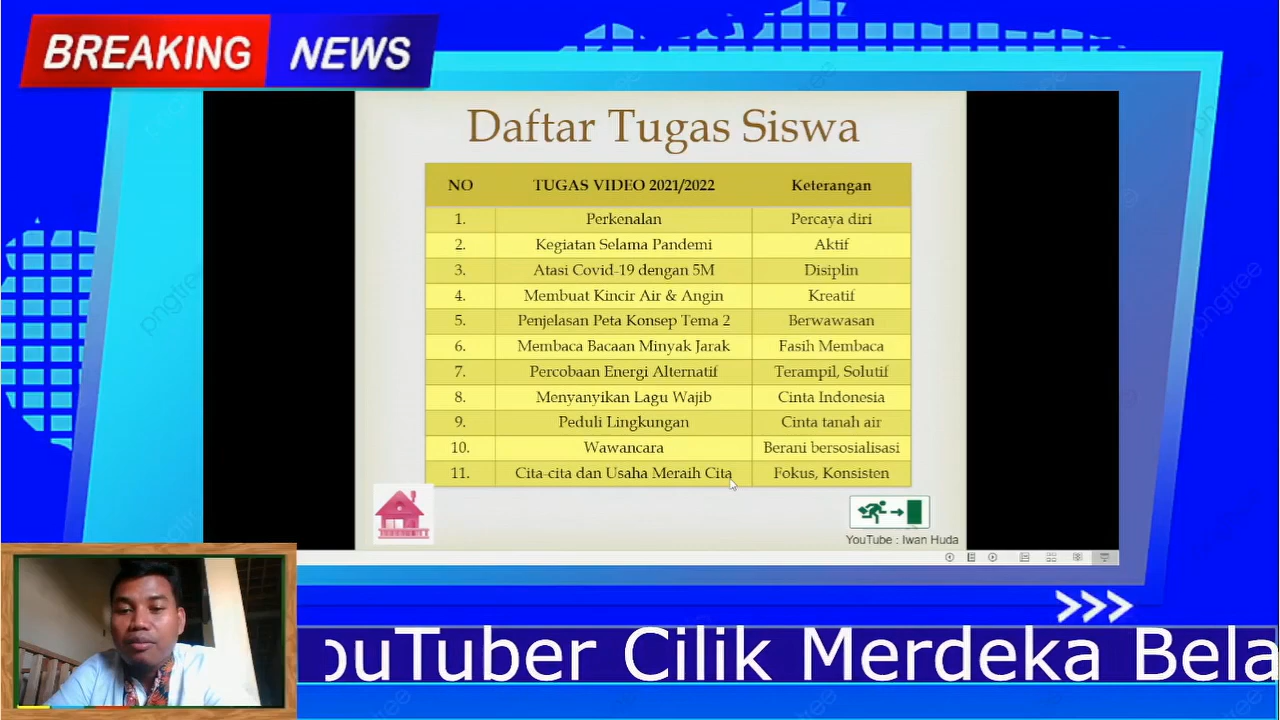 BREAKING NEWS
Daftar Tugas Siswa
NO TUGAS VIDEO 2021/2022 Keterangan
1. Perkenalan Percaya diri
2. Kegiatan Selama Pandemi Aktif
3. Atasi Covid-19 dengan 5M Disiplin
4. Membuat Kincir Air & Angin Kreatif
5. Penjelasan Peta Konsep Tema 2 Berwawasan
6. Membaca Bacaan Minyak Jarak Fasih Membaca
7. Percobaan Energi Alternatif Terampil, Solutif
8. Menyanyikan Lagu Wajib Cinta Indonesia
9. Peduli Lingkungan Cinta tanah air
10. Wawancara Berani bersosialisasi
11. Cita-cita dan Usaha Meraih Cita Fokus, Konsisten
YouTube : Iwan Huda
ouTuber Cilik Merdeka Bela
pngtree
pngtree